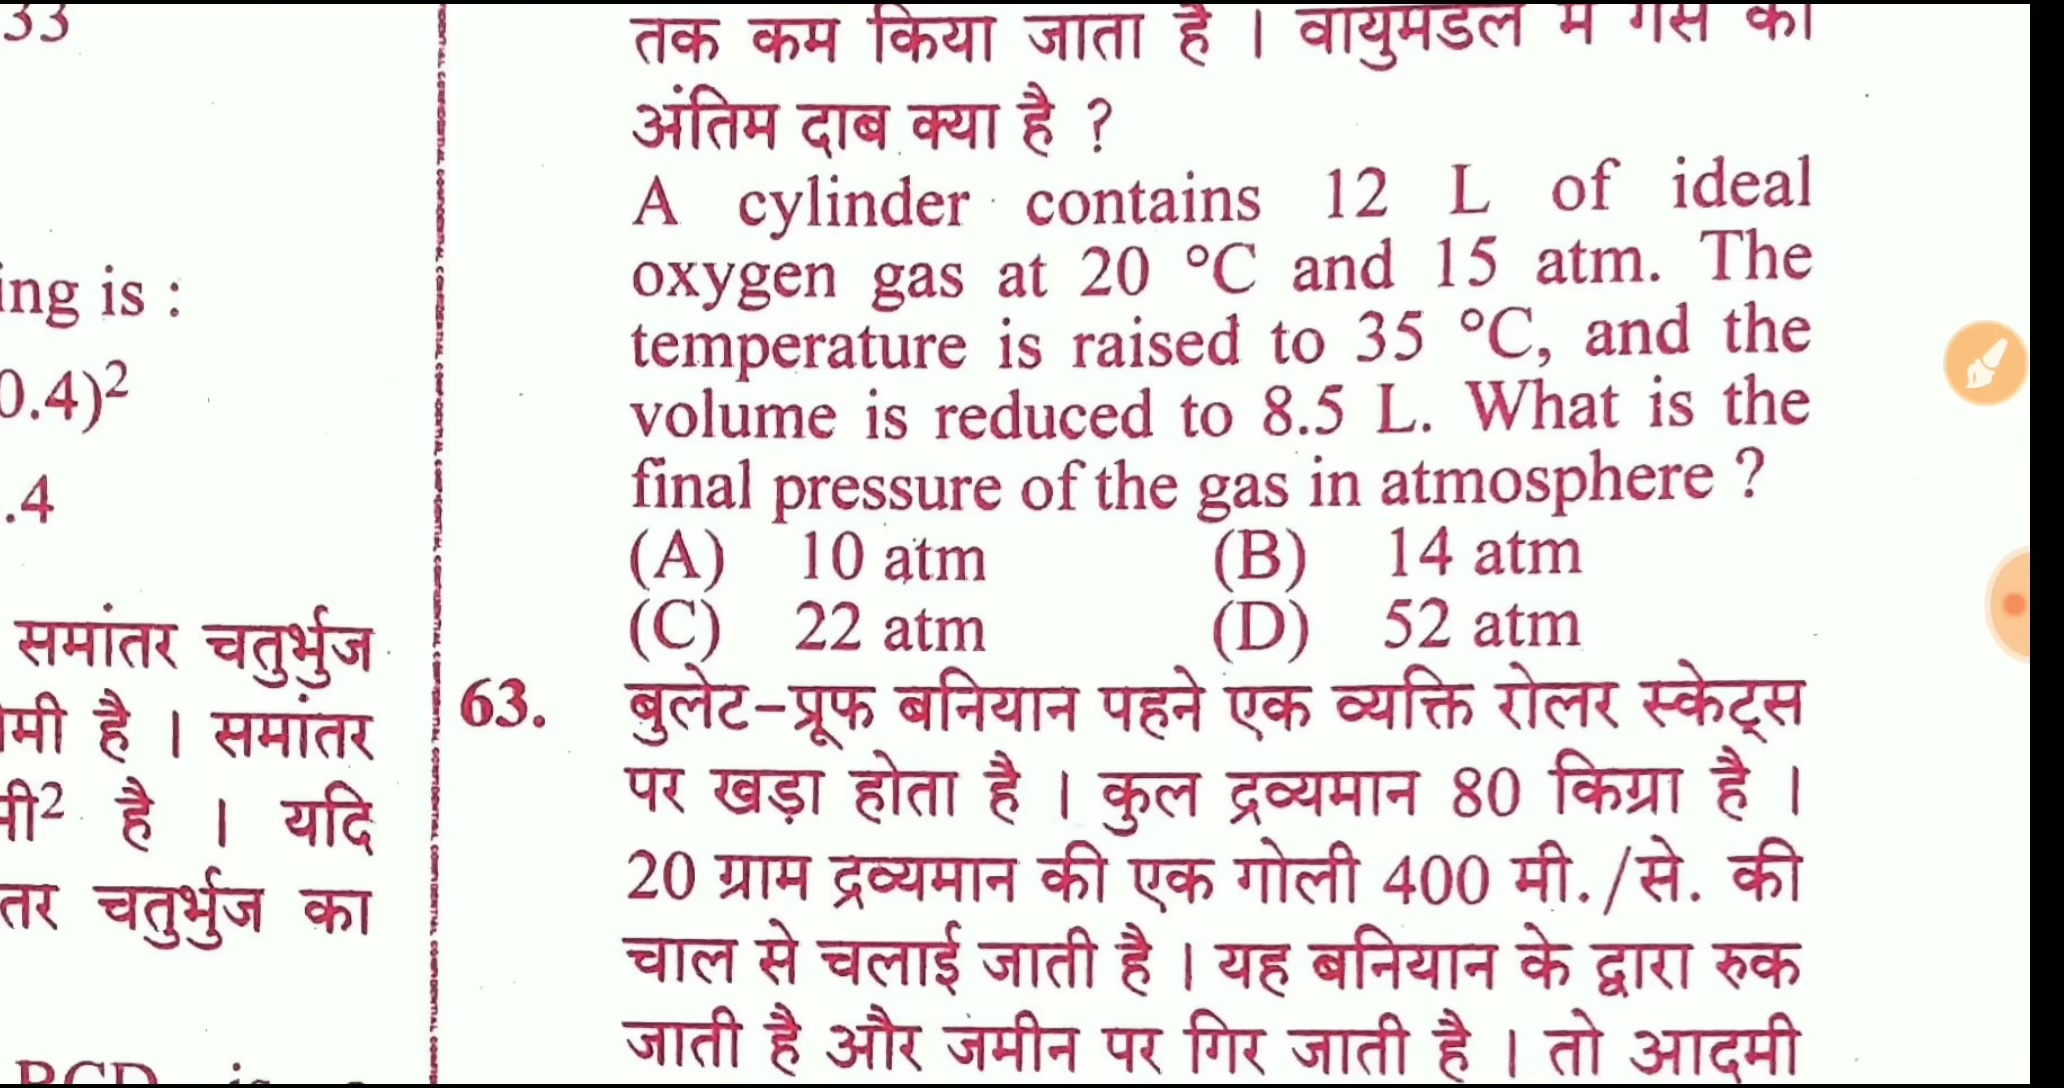 33
ing is :
0.4)²
.4
समांतर चतुर्भुज
है । समांतर
है । यदि
चतुर्भुज का
तक कम किया जाता है । वायुमंडल में गैस का
अंतिम दाब क्या है ?
A cylinder contains 12 L of ideal
oxygen gas at 20 °C and 15 atm. The
temperature is raised to 35 °C, and the
volume is reduced to 8.5 L. What is the
final pressure of the gas in atmosphere ?
(A) 10 atm (B) 14 atm
(C) 22 atm (D) 52 atm
63. बुलेट-प्रूफ बनियान पहने एक व्यक्ति रोलर स्केट्स
पर खड़ा होता है । कुल द्रव्यमान 80 किग्रा है ।
20 ग्राम द्रव्यमान की एक गोली 400 मी./से. की
चाल से चलाई जाती है । यह बनियान के द्वारा रुक
जाती है और जमीन पर गिर जाती है । तो आदमी